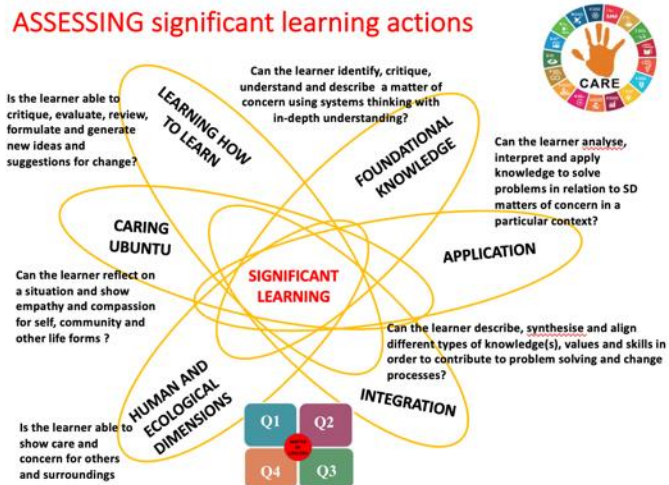 ASSESSING significant learning actions
CARE
Can the learner identify, critique,
understand and describe  a matter of
concern using systems thinking with
in-depth understanding?
Is the learner able to
critique, evaluate, review,
formulate and generate
new ideas and
suggestions for change?
LEARNING HOW
TO LEARN
FOUNDATIONAL
KNOWLEDGE
Can the learner analyse,
interpret and apply
knowledge to solve
problems in relation to SD
matters of concern in a
particular context?
CARING
UBUNTU
APPLICATION
SIGNIFICANT
LEARNING
Can the learner reflect on
a situation and show
empathy and compassion
for self, community and
other life forms ?
Can the learner describe, synthesise and align
different types of knowledge(s), values and skills in
order to contribute to problem solving and change
processes?
HUMAN AND
ECOLOGICAL
DIMENSIONS
INTEGRATION
Is the learner able to
show care and
concern for others
and surroundings
Q1 Q2
Q4 Q3